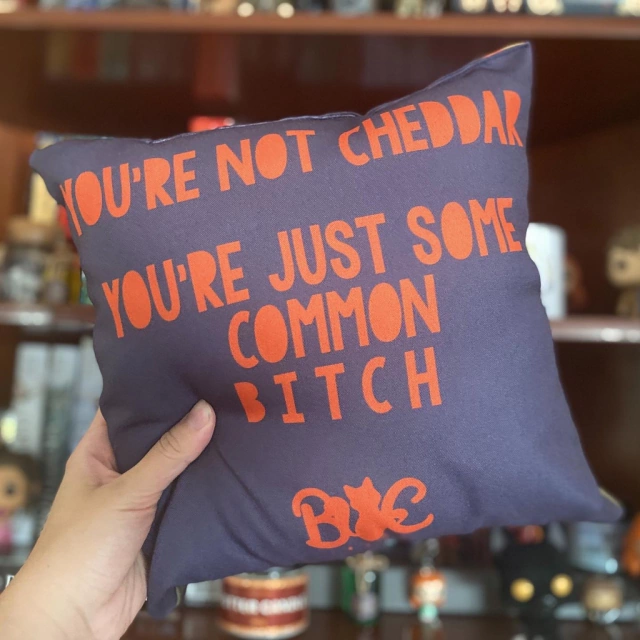 YOU'RE NOT CHEDDAR
YOU'RE JUST SOME
COMMON
BITCH